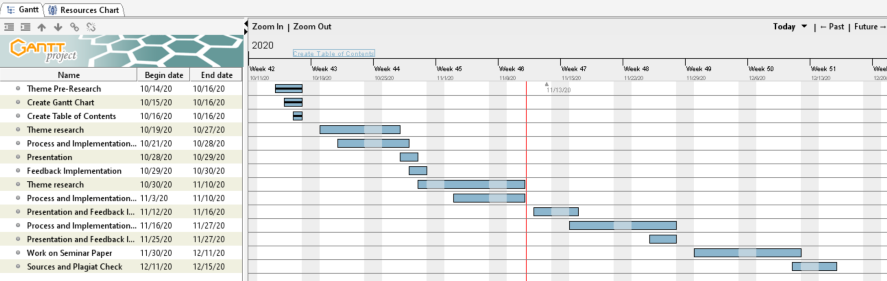 Gantt Resources Chart
Zoom In | Zoom Out Today ▼ | ← Past | Future →
GANTT project
2020
Create Table of Contents
Week 42 Week 43 Week 44 Week 45 Week 46 Week 47 Week 48 Week 49 Week 50 Week 51
10/11/20 10/18/20 10/25/20 11/1/20 11/8/20 11/15/20 11/22/20 11/29/20 12/6/20 12/13/20
Name Begin date End date
11/13/20
Theme Pre-Research 10/14/20 10/16/20
Create Gantt Chart 10/15/20 10/16/20
Create Table of Contents 10/16/20 10/16/20
Theme research 10/19/20 10/27/20
Process and Implementation... 10/21/20 10/28/20
Presentation 10/28/20 10/29/20
Feedback Implementation 10/29/20 10/30/20
Theme research 10/30/20 11/10/20
Process and Implementation... 11/3/20 11/10/20
Presentation and Feedback I... 11/12/20 11/16/20
Process and Implementation... 11/16/20 11/27/20
Presentation and Feedback I... 11/25/20 11/27/20
Work on Seminar Paper 11/30/20 12/11/20
Sources and Plagiat Check 12/11/20 12/15/20